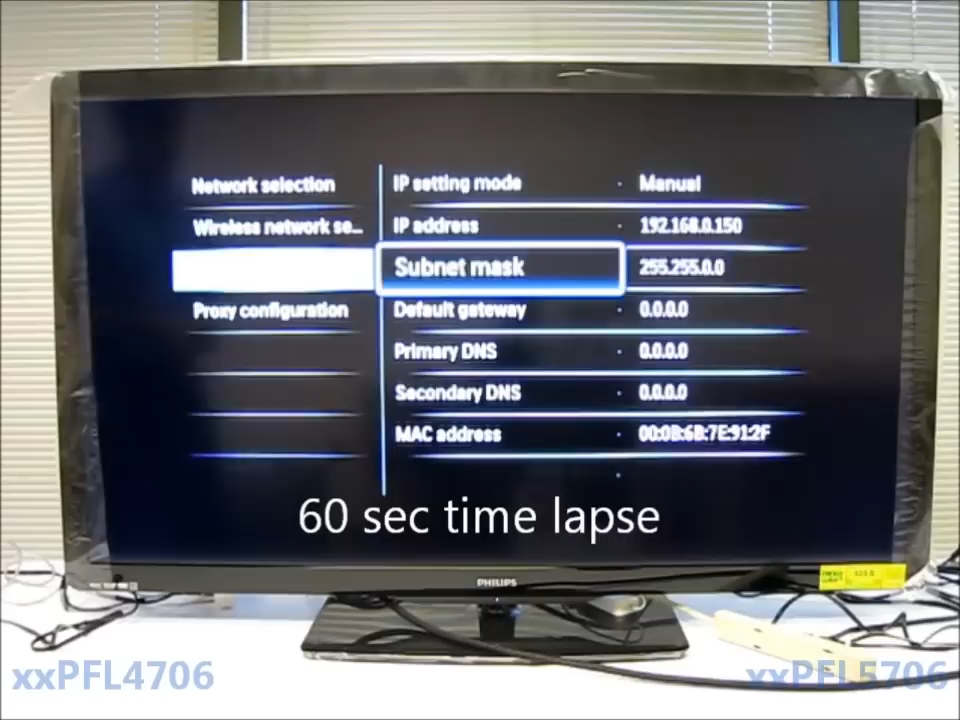 Network selection
Wireless network se...
Proxy configuration
IP setting mode · Manual
IP address · 192.168.0.150
Subnet mask 255.255.0.0
Default gateway · 0.0.0.0
Primary DNS · 0.0.0.0
Secondary DNS · 0.0.0.0
MAC address · 00:0B:6B:7E:91:2F
60 sec time lapse
PHILIPS
xxPFL4706
xxPFL5706